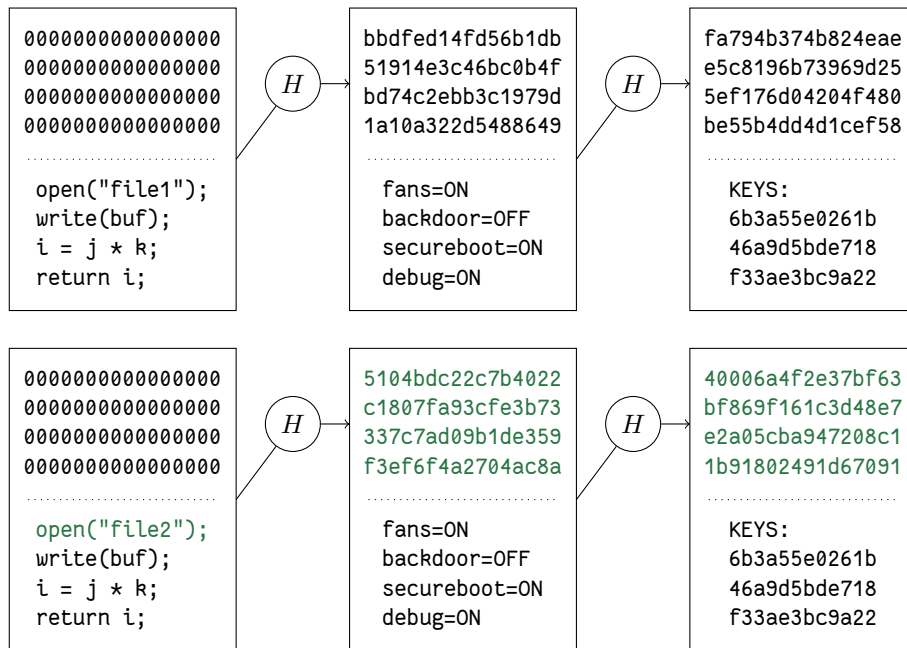 0000000000000000
0000000000000000
0000000000000000
0000000000000000
open("file1");
write(buf);
i = j * k;
return i;
H
bbdfed14fd56b1db
51914e3c46bc0b4f
bd74c2ebb3c1979d
1a10a322d5488649
fans=ON
backdoor=OFF
secureboot=ON
debug=ON
H
fa794b374b824eae
e5c8196b73969d25
5ef176d04204f480
be55b4dd4d1cef58
KEYS:
6b3a55e0261b
46a9d5bde718
f33ae3bc9a22
0000000000000000
0000000000000000
0000000000000000
0000000000000000
open("file2");
write(buf);
i = j * k;
return i;
H
5104bdc22c7b4022
c1807fa93cfe3b73
337c7ad09b1de359
f3ef6f4a2704ac8a
fans=ON
backdoor=OFF
secureboot=ON
debug=ON
H
40006a4f2e37bf63
bf869f161c3d48e7
e2a05cba947208c1
1b91802491d67091
KEYS:
6b3a55e0261b
46a9d5bde718
f33ae3bc9a22